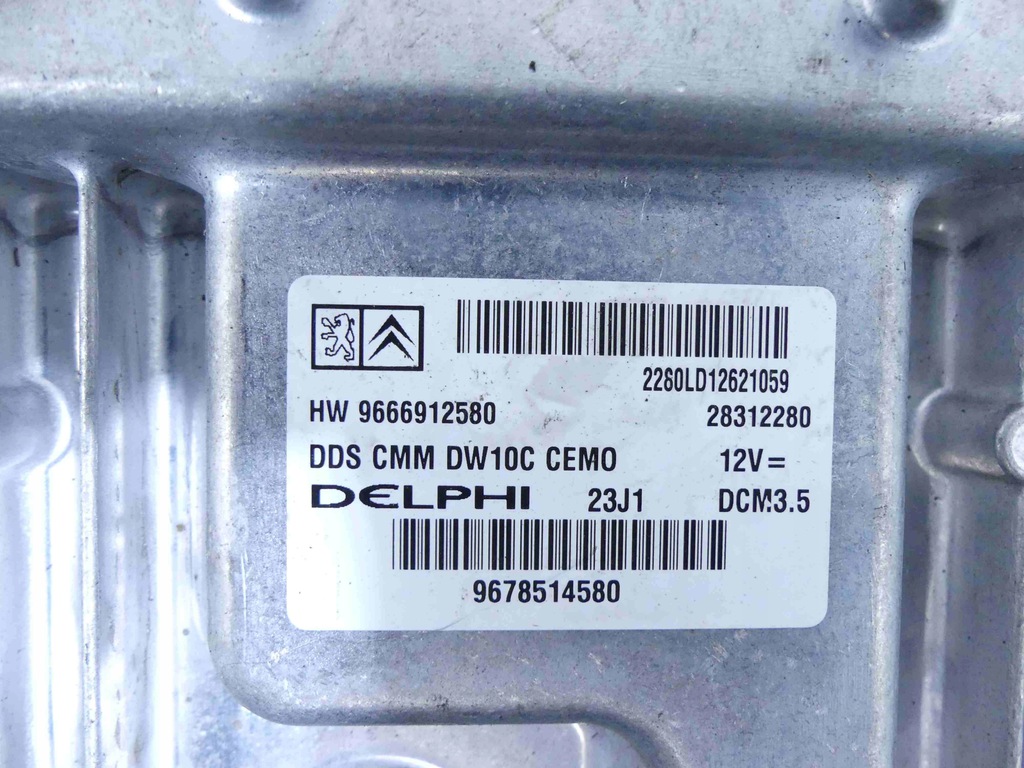 2280LD12621059
HW 9666912580 28312280
DDS CMM DW10C CEMO 12V=
DELPHI 23J1 DCM3.5
9678514580